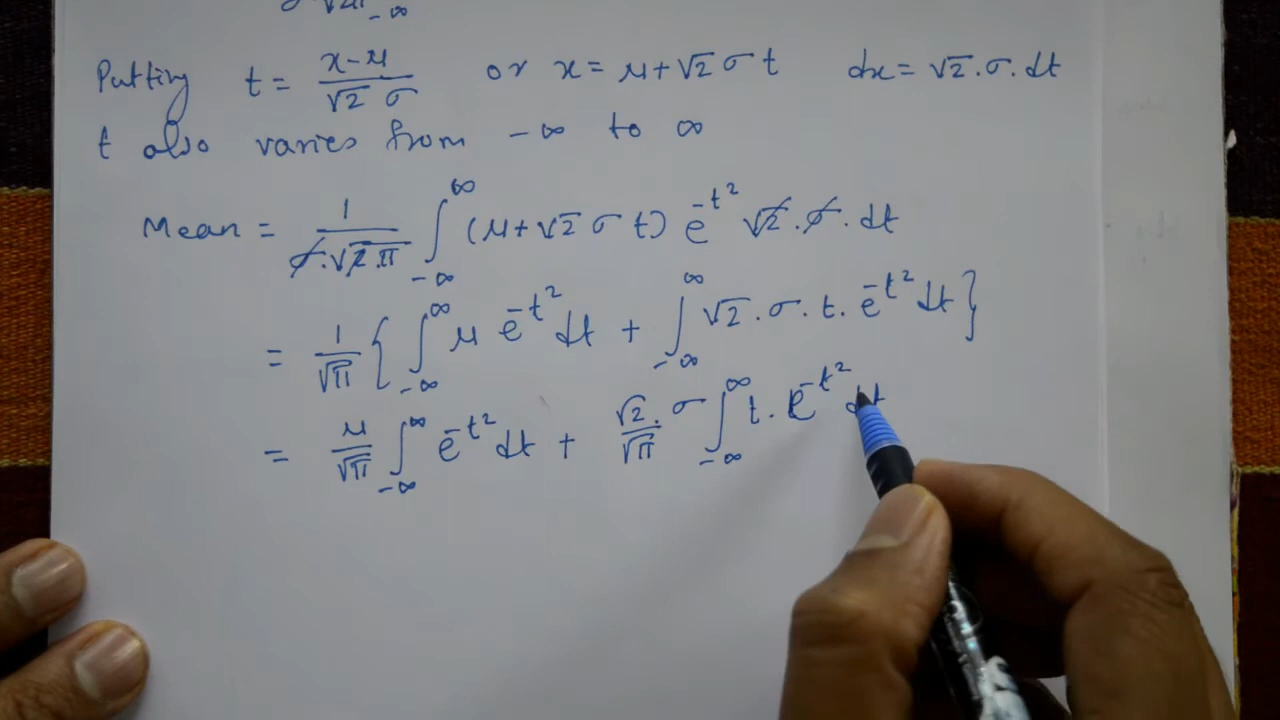 √2π -∞
Putting t = (x-μ)/(√2 σ) or x = μ+√2 σ t dx = √2.σ.dt
t also varies from -∞ to ∞
Mean = 1/(σ.√2.π) ∫_{-∞}^{∞} (μ+√2 σ t) e^{-t²} √2.σ.dt
= 1/√π { ∫_{-∞}^{∞} μ e^{-t²} dt + ∫_{-∞}^{∞} √2.σ.t.e^{-t²} dt }
= μ/√π ∫_{-∞}^{∞} e^{-t²} dt + √2.σ/√π ∫_{-∞}^{∞} t.e^{-t²} dt